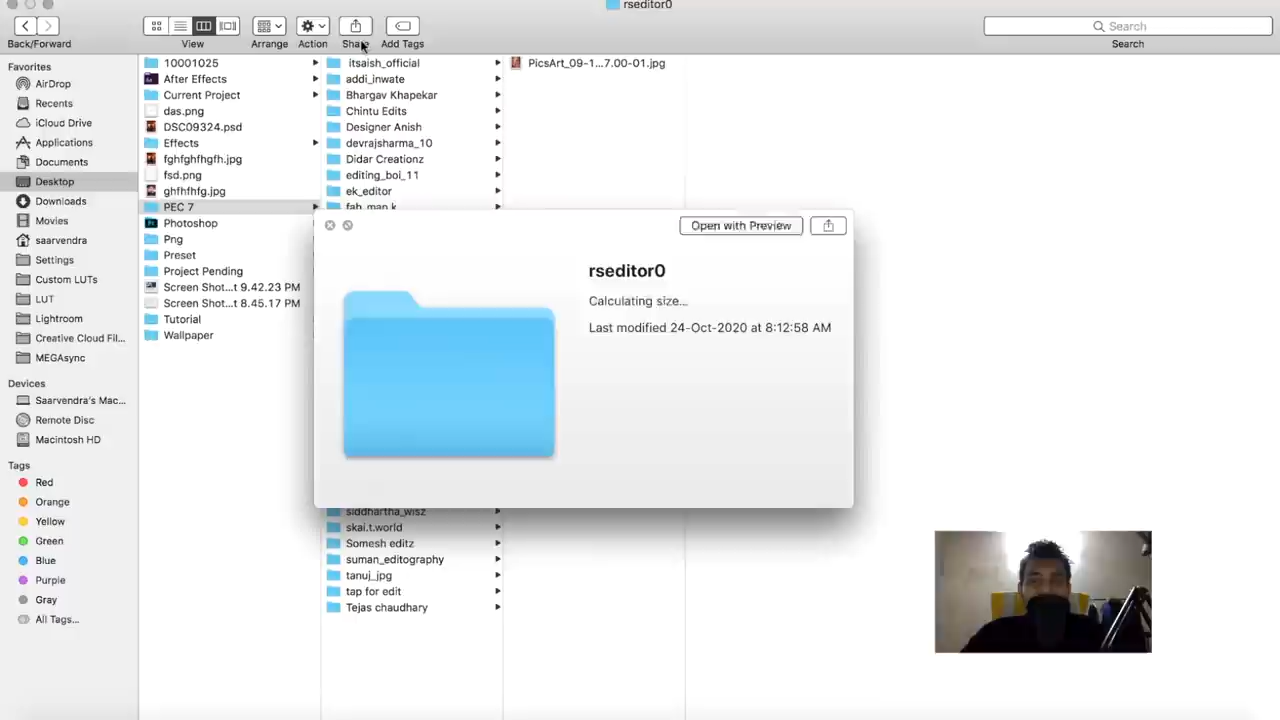 rseditor0
Back/Forward
View
Arrange
Action
Share
Add Tags
Search
Search
Favorites
AirDrop
Recents
iCloud Drive
Applications
Documents
Desktop
Downloads
Movies
saarvendra
Settings
Custom LUTs
LUT
Lightroom
Creative Cloud Fil...
MEGAsync
Devices
Saarvendra's Mac...
Remote Disc
Macintosh HD
Tags
Red
Orange
Yellow
Green
Blue
Purple
Gray
All Tags...
10001025
After Effects
Current Project
das.png
DSC09324.psd
Effects
fghfghfhgfh.jpg
fsd.png
ghfhfhfg.jpg
PEC 7
Photoshop
Png
Preset
Project Pending
Screen Shot...t 9.42.23 PM
Screen Shot...t 8.45.17 PM
Tutorial
Wallpaper
itsaish_official
addi_inwate
Bhargav Khapekar
Chintu Edits
Designer Anish
devrajsharma_10
Didar Creationz
editing_boi_11
ek_editor
fah_man_k
siddhartha_wisz
skai.t.world
Somesh editz
suman_editography
tanuj_jpg
tap for edit
Tejas chaudhary
PicsArt_09-1...7.00-01.jpg
Open with Preview
rseditor0
Calculating size...
Last modified 24-Oct-2020 at 8:12:58 AM